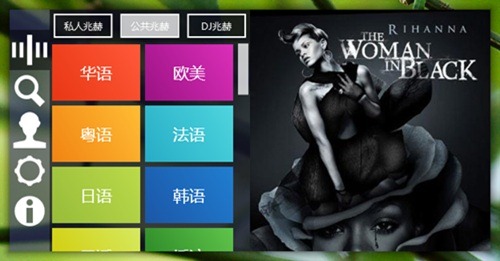 私人兆赫 公共兆赫 DJ兆赫
华语 欧美
粤语 法语
日语 韩语
RIHANNA
THE
WOMAN
IN BLACK